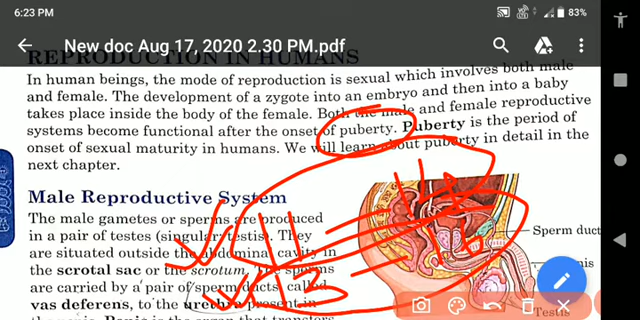 6:23 PM
83%
New doc Aug 17, 2020 2.30 PM.pdf
REPRODUCTION IN HUMANS
In human beings, the mode of reproduction is sexual which involves both male
and female. The development of a zygote into an embryo and then into a baby
takes place inside the body of the female. Both the male and female reproductive
systems become functional after the onset of puberty. Puberty is the period of
onset of sexual maturity in humans. We will learn about puberty in detail in the
next chapter.
Male Reproductive System
The male gametes or sperms are produced
in a pair of testes (singular: testis). They
are situated outside the abdominal cavity in
the scrotal sac or the scrotum. The sperms
are carried by a pair of sperm ducts called
vas deferens, to the urethra present in
Sperm duct
Testis